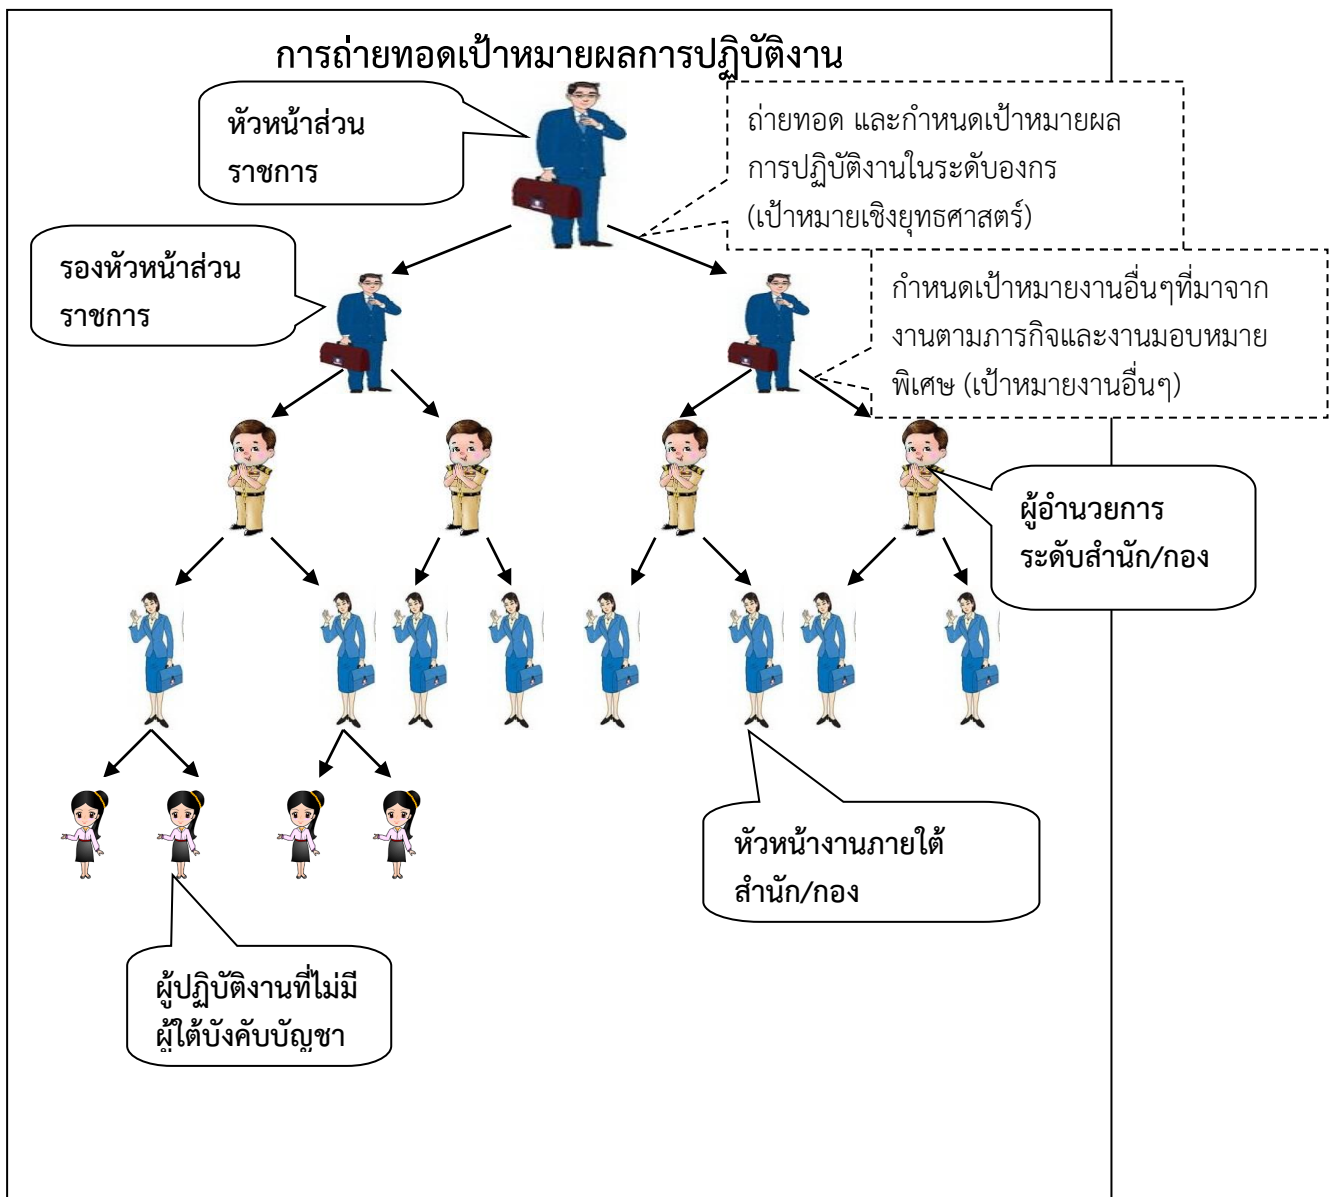 การถ่ายทอดเป้าหมายผลการปฏิบัติงาน
หัวหน้าส่วน
ราชการ
ถ่ายทอด และกำหนดเป้าหมายผล
การปฏิบัติงานในระดับองกร
(เป้าหมายเชิงยุทธศาสตร์)
รองหัวหน้าส่วน
ราชการ
กำหนดเป้าหมายงานอื่นๆที่มาจาก
งานตามภารกิจและงานมอบหมาย
พิเศษ (เป้าหมายงานอื่นๆ)
ผู้อำนวยการ
ระดับสำนัก/กอง
หัวหน้างานภายใต้
สำนัก/กอง
ผู้ปฏิบัติงานที่ไม่มี
ผู้ใต้บังคับบัญชา